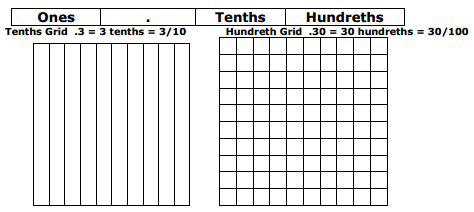 Ones . Tenths Hundreths
Tenths Grid .3 = 3 tenths = 3/10 Hundreth Grid .30 = 30 hundreths = 30/100